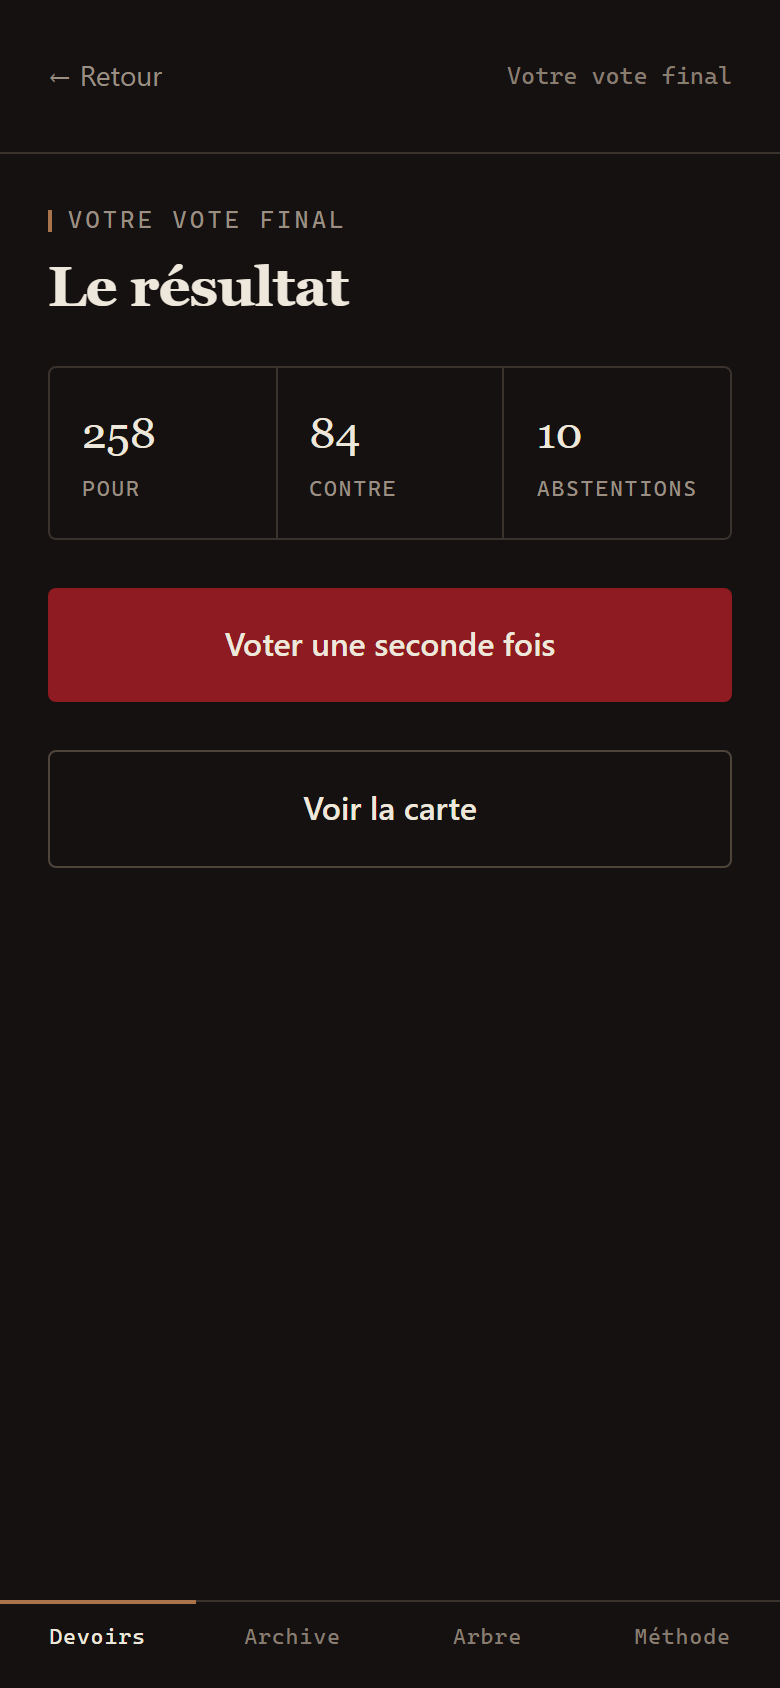 ← Retour
Votre vote final
VOTRE VOTE FINAL
Le résultat
258
84
10
POUR
CONTRE
ABSTENTIONS
Voter une seconde fois
Voir la carte
Devoirs
Archive
Arbre
Méthode